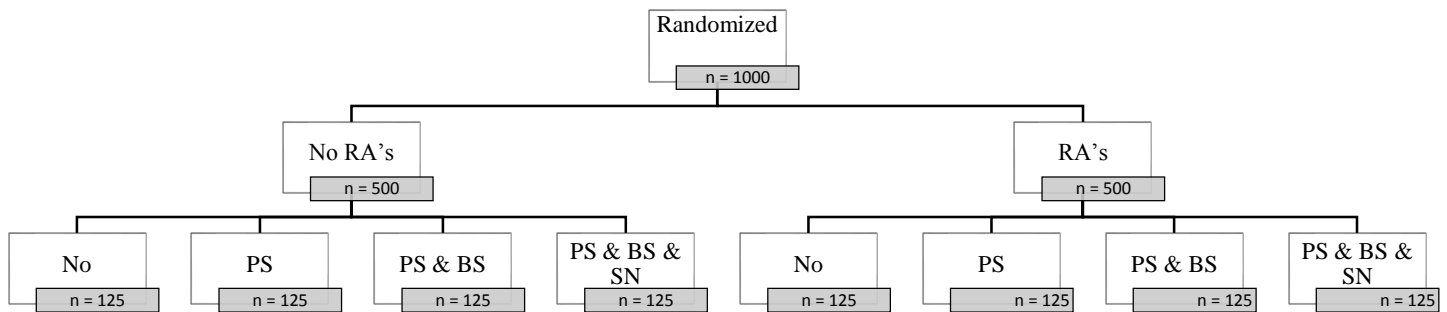 Randomized
n = 1000
No RA’s
n = 500
RA’s
n = 500
No
n = 125
PS
n = 125
PS & BS
n = 125
PS & BS &
SN
n = 125
No
n = 125
PS
n = 125
PS & BS
n = 125
PS & BS &
SN
n = 125